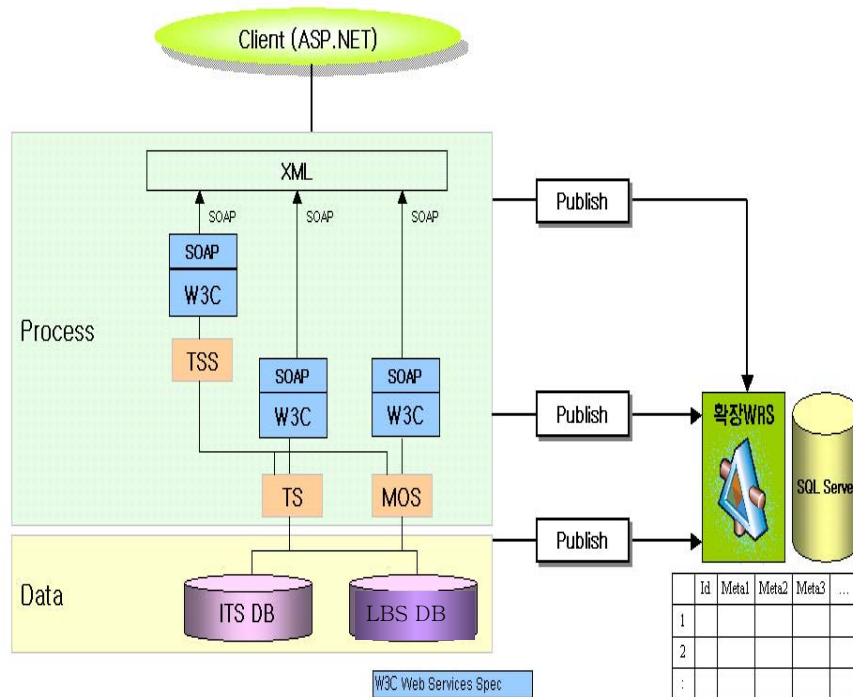 Client (ASP.NET)
XML
SOAP
SOAP
SOAP
Publish
SOAP
W3C
Process
TSS
SOAP
W3C
SOAP
W3C
Publish
확장WRS
SQL Serve
TS
MOS
Publish
Data
ITS DB
LBS DB
Id Meta1 Meta2 Meta3 ...
1
2
:
W3C Web Services Spec